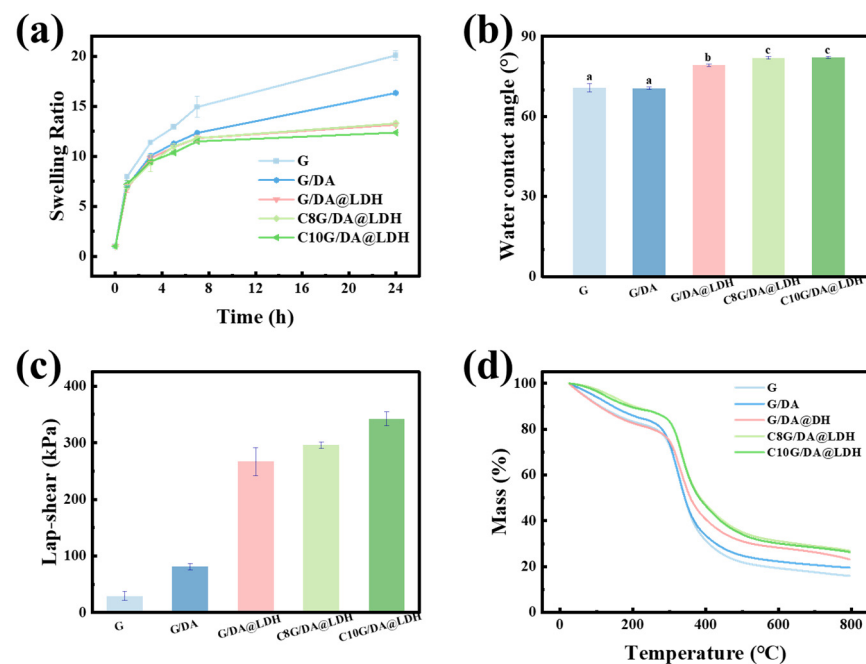 (a)
20
15
10
5
0
Swelling Ratio
G
G/DA
G/DA@LDH
C8G/DA@LDH
C10G/DA@LDH
0 4 8 12 16 20 24
Time (h)
(b)
90
60
30
0
Water contact angle (°)
a a b c c
G G/DA G/DA@LDH C8G/DA@LDH C10G/DA@LDH
(c)
400
300
200
100
0
Lap-shear (kPa)
G G/DA G/DA@LDH C8G/DA@LDH C10G/DA@LDH
(d)
100
80
60
40
20
0
Mass (%)
G
G/DA
G/DA@DH
C8G/DA@LDH
C10G/DA@LDH
0 200 400 600 800
Temperature (°C)